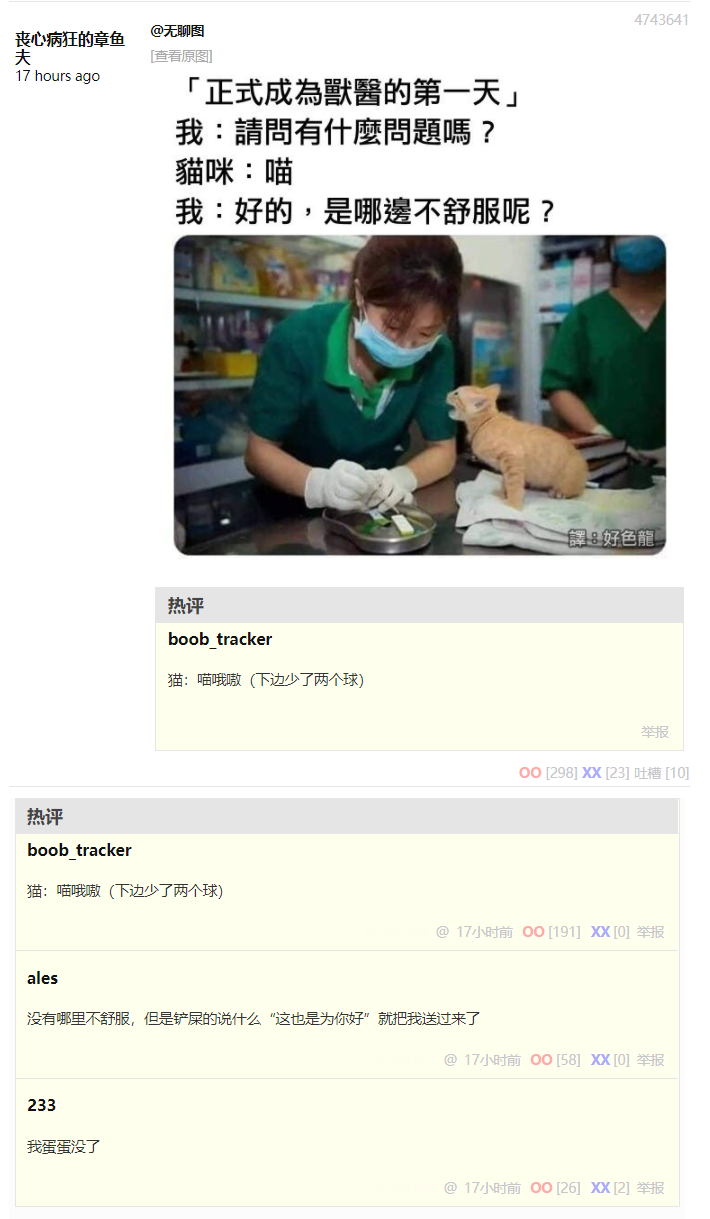 4743641
丧心病狂的章鱼
夫
17 hours ago
@无聊图
[查看原图]
「正式成為獸醫的第一天」
我：請問有什麼問題嗎？
貓咪：喵
我：好的，是哪邊不舒服呢？
譯：好色龍
热评
boob_tracker
猫：喵哦嗷（下边少了两个球）
举报
OO [298] XX [23] 吐槽 [10]
热评
boob_tracker
猫：喵哦嗷（下边少了两个球）
@ 17小时前 OO [191] XX [0] 举报
ales
没有哪里不舒服，但是铲屎的说什么“这也是为你好”就把我送过来了
@ 17小时前 OO [58] XX [0] 举报
233
我蛋蛋没了
@ 17小时前 OO [26] XX [2] 举报